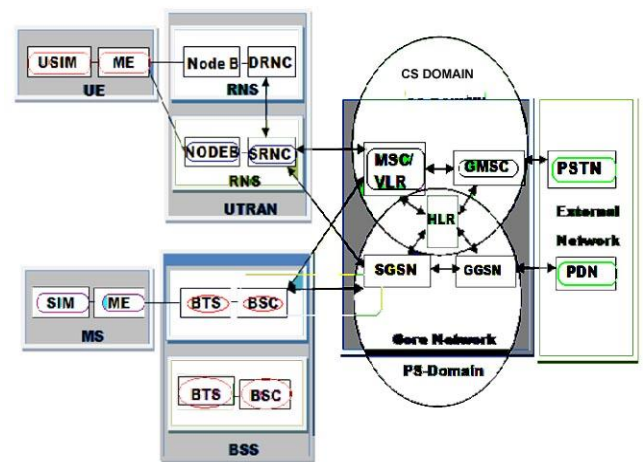 USIM
ME
UE
Node B
DRNC
RNS
NODEB
SRNC
RNS
UTRAN
CS DOMAIN
MSC/
VLR
GMSC
HLR
SGSN
GGSN
Core Network
PS-Domain
PSTN
External
Network
PDN
SIM
ME
MS
BTS
BSC
BTS
BSC
BSS